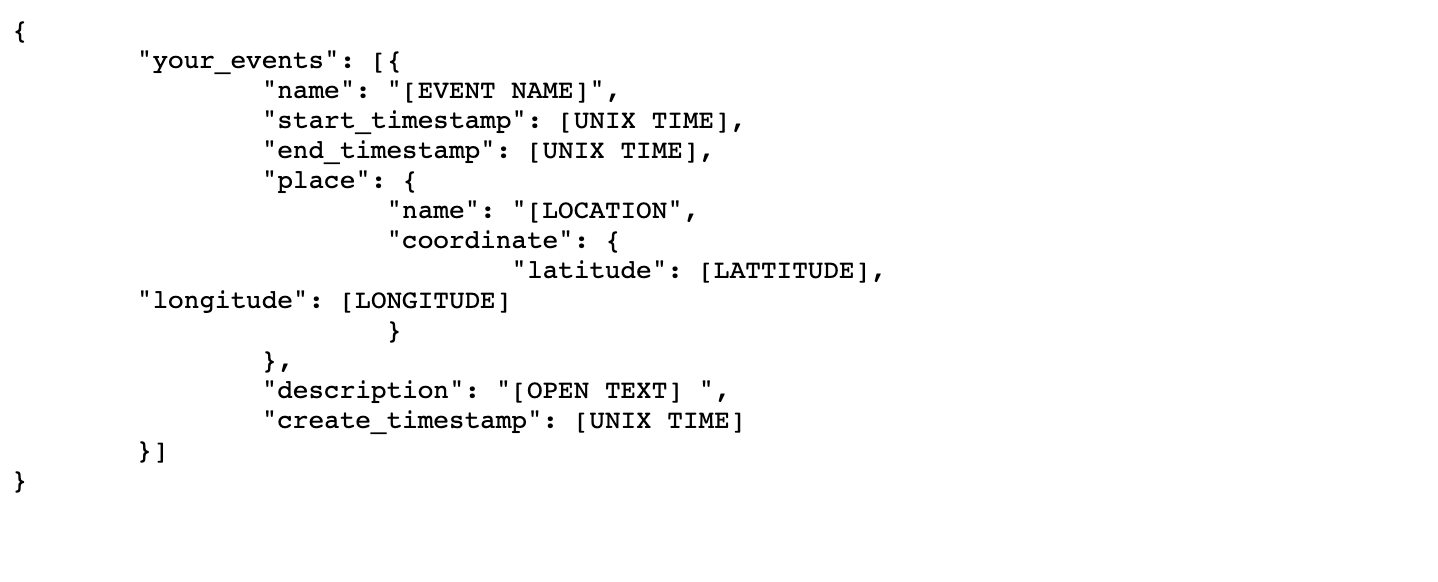 {
"your_events": [{
"name": "[EVENT NAME]",
"start_timestamp": [UNIX TIME],
"end_timestamp": [UNIX TIME],
"place": {
"name": "[LOCATION",
"coordinate": {
"latitude": [LATTITUDE],
"longitude": [LONGITUDE]
}
},
"description": "[OPEN TEXT] ",
"create_timestamp": [UNIX TIME]
}]
}